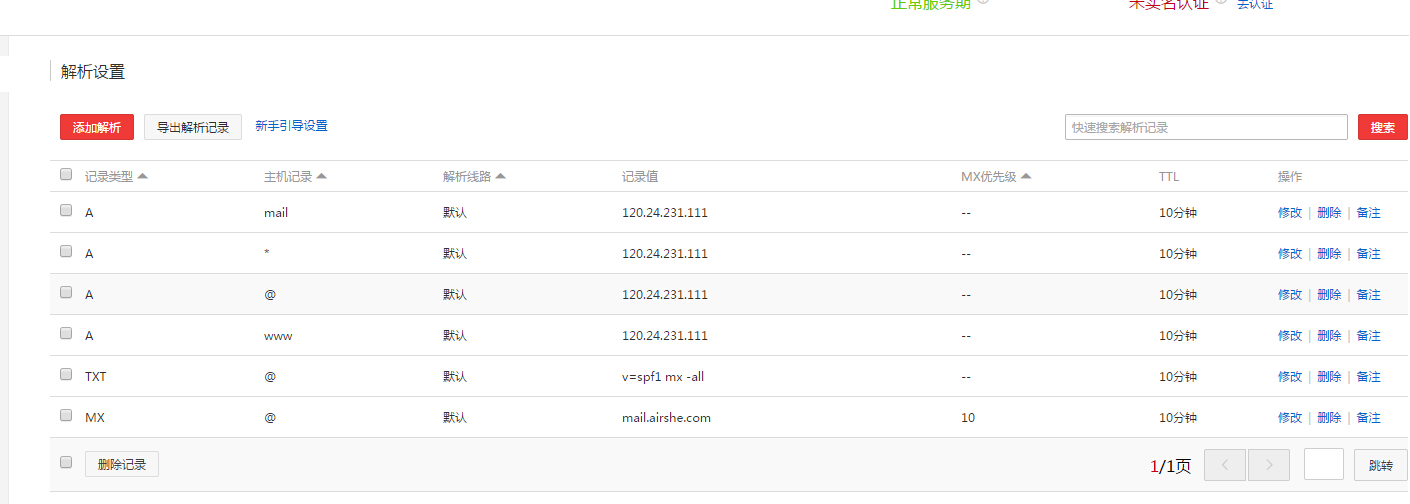 正常服务期 未实名认证 去认证
解析设置
添加解析 导出解析记录 新手引导设置 快速搜索解析记录 搜索
记录类型 主机记录 解析线路 记录值 MX优先级 TTL 操作
A mail 默认 120.24.231.111 -- 10分钟 修改 | 删除 | 备注
A * 默认 120.24.231.111 -- 10分钟 修改 | 删除 | 备注
A @ 默认 120.24.231.111 -- 10分钟 修改 | 删除 | 备注
A www 默认 120.24.231.111 -- 10分钟 修改 | 删除 | 备注
TXT @ 默认 v=spf1 mx -all -- 10分钟 修改 | 删除 | 备注
MX @ 默认 mail.airshe.com 10 10分钟 修改 | 删除 | 备注
删除记录 1/1页 跳转